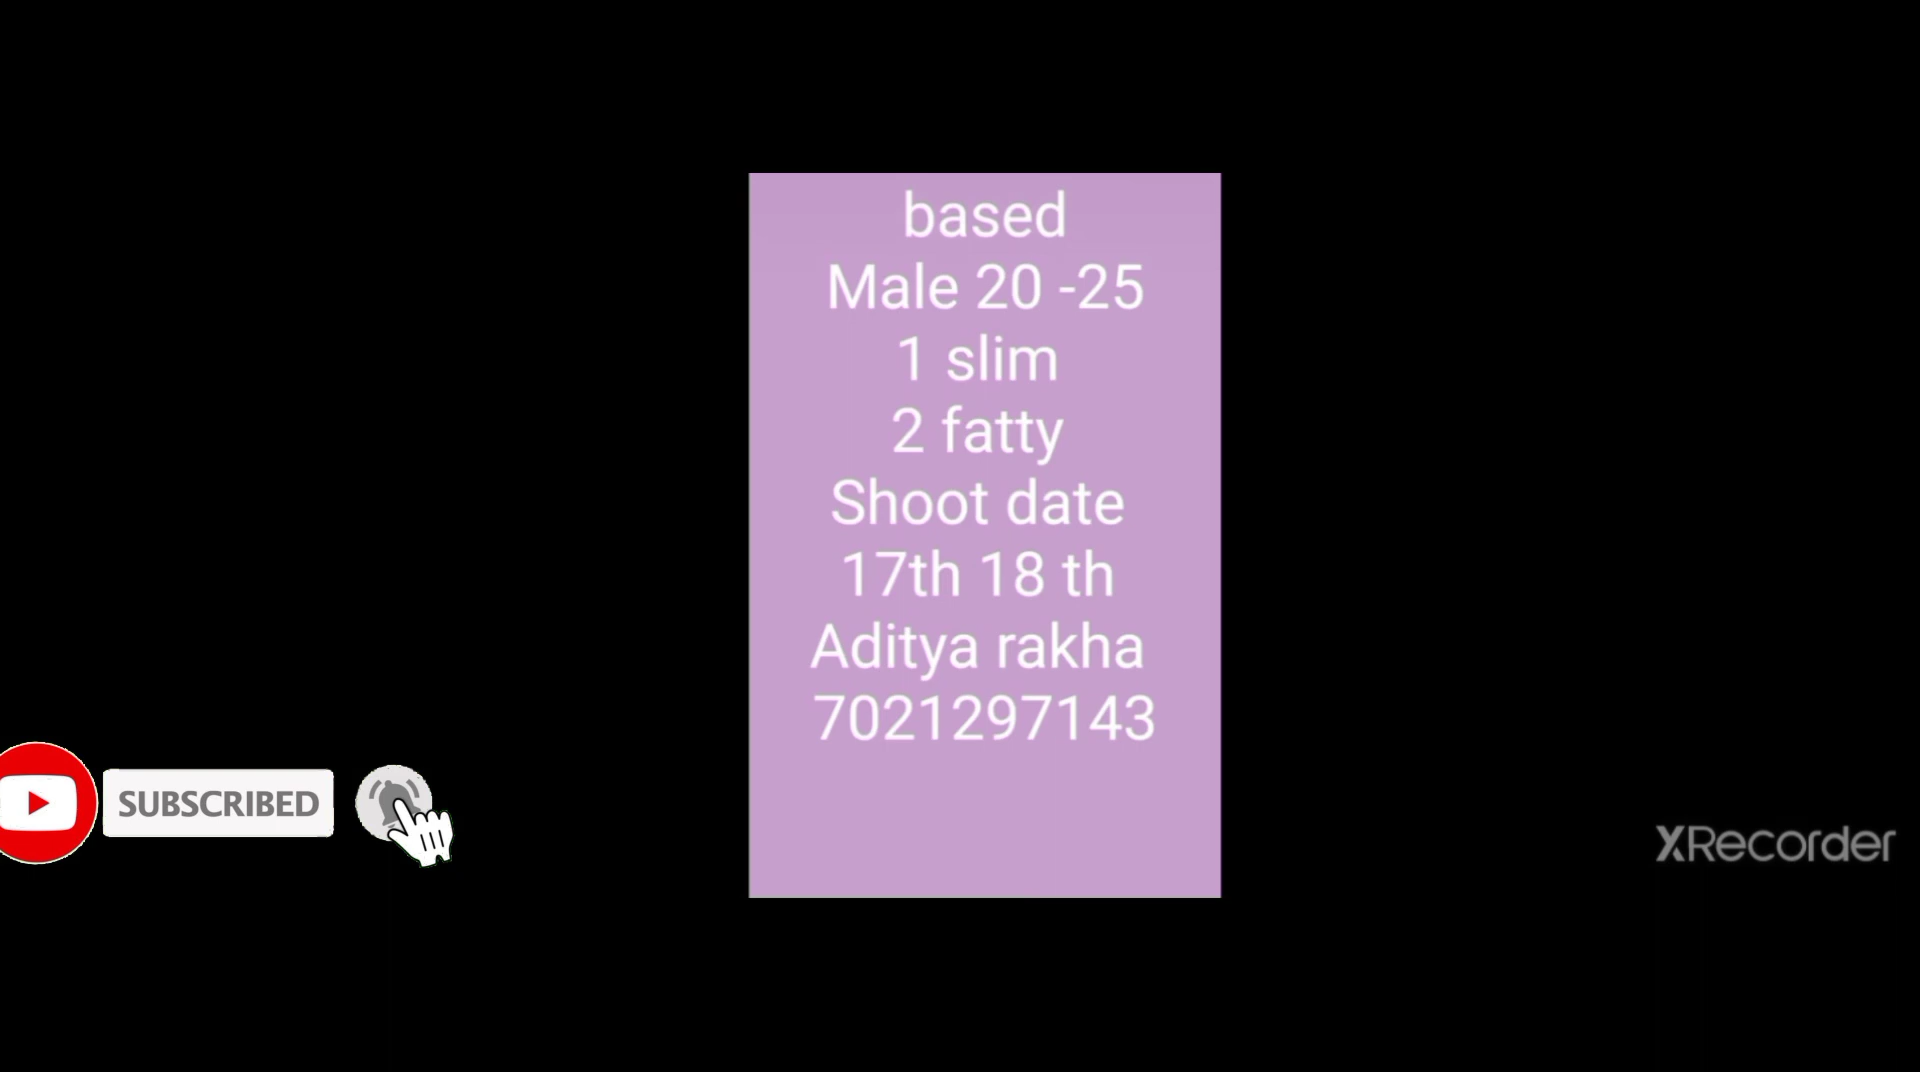 based
Male 20 -25
1 slim
2 fatty
Shoot date
17th 18 th
Aditya rakha
7021297143
SUBSCRIBED
XRecorder